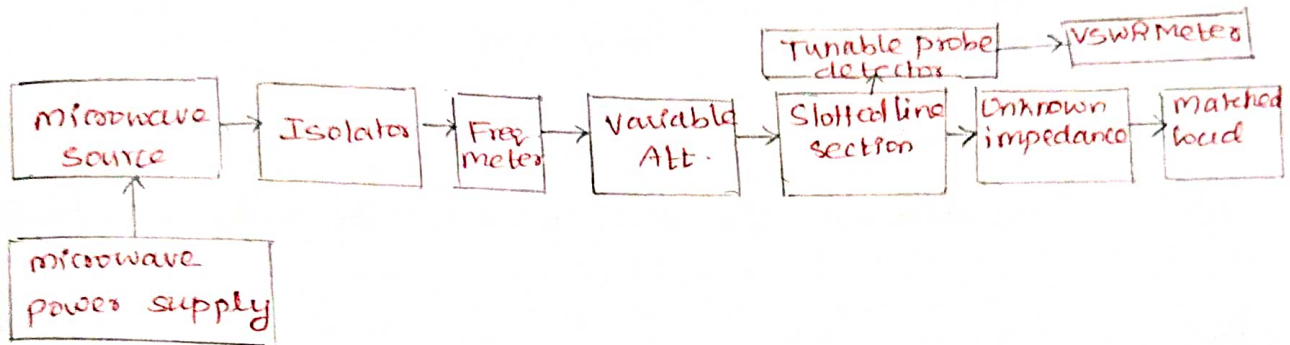 Tunable probe
detector
VSWR Meter
microwave
source
Isolator
Freq
meter
Variable
Att.
Slotted line
section
Unknown
impedance
Matched
load
microwave
power supply